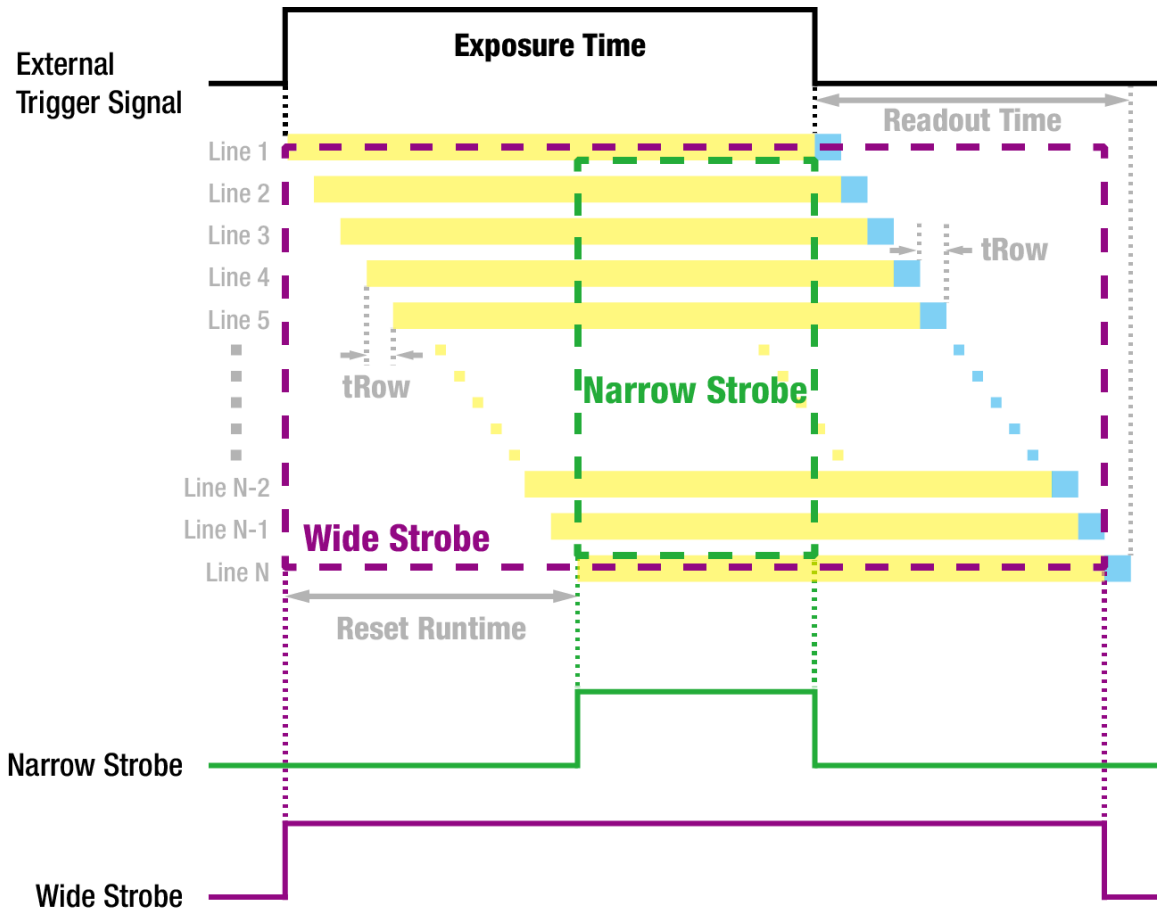 Exposure Time
External
Trigger Signal
Readout Time
Line 1
Line 2
Line 3
tRow
Line 4
Line 5
tRow
Narrow Strobe
Line N-2
Line N-1
Wide Strobe
Line N
Reset Runtime
Narrow Strobe
Wide Strobe